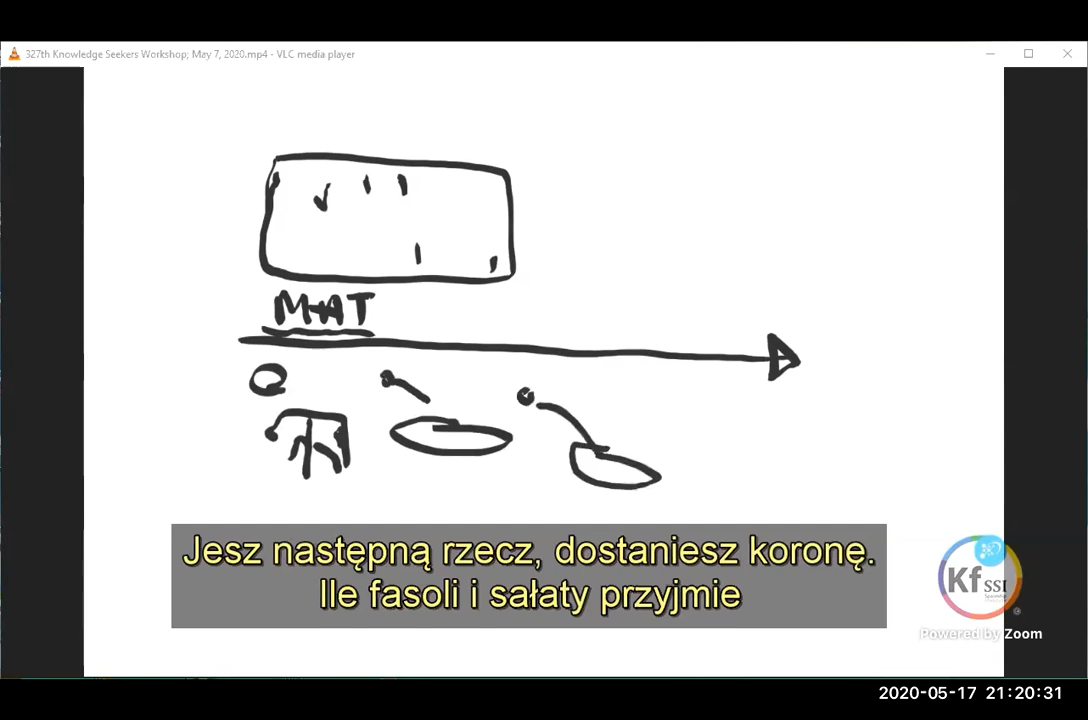 327th Knowledge Seekers Workshop; May 7, 2020.mp4 - VLC media player
Jesz następną rzecz, dostaniesz koronę.
Ile fasoli i sałaty przyjmie
Kf SSI
Powered by Zoom
2020-05-17 21:20:31